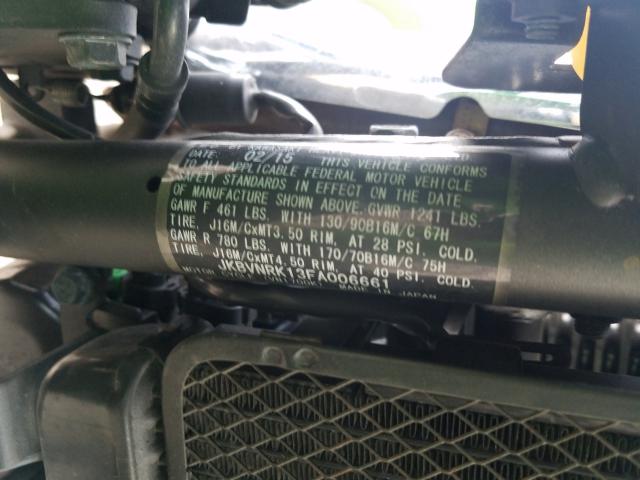 DATE: 02/15 THIS VEHICLE CONFORMS
TO ALL APPLICABLE FEDERAL MOTOR VEHICLE
SAFETY STANDARDS IN EFFECT ON THE DATE
OF MANUFACTURE SHOWN ABOVE. GVWR 1241 LBS.
GAWR F 461 LBS. WITH 130/90B16M/C 67H
TIRE, J16M/CxMT3.50 RIM, AT 28 PSI. COLD.
GAWR R 780 LBS. WITH 170/70B16M/C 75H
TIRE, J16M/CxMT4.50 RIM, AT 40 PSI. COLD.
JKBVNRK13FA006661
MADE IN JAPAN